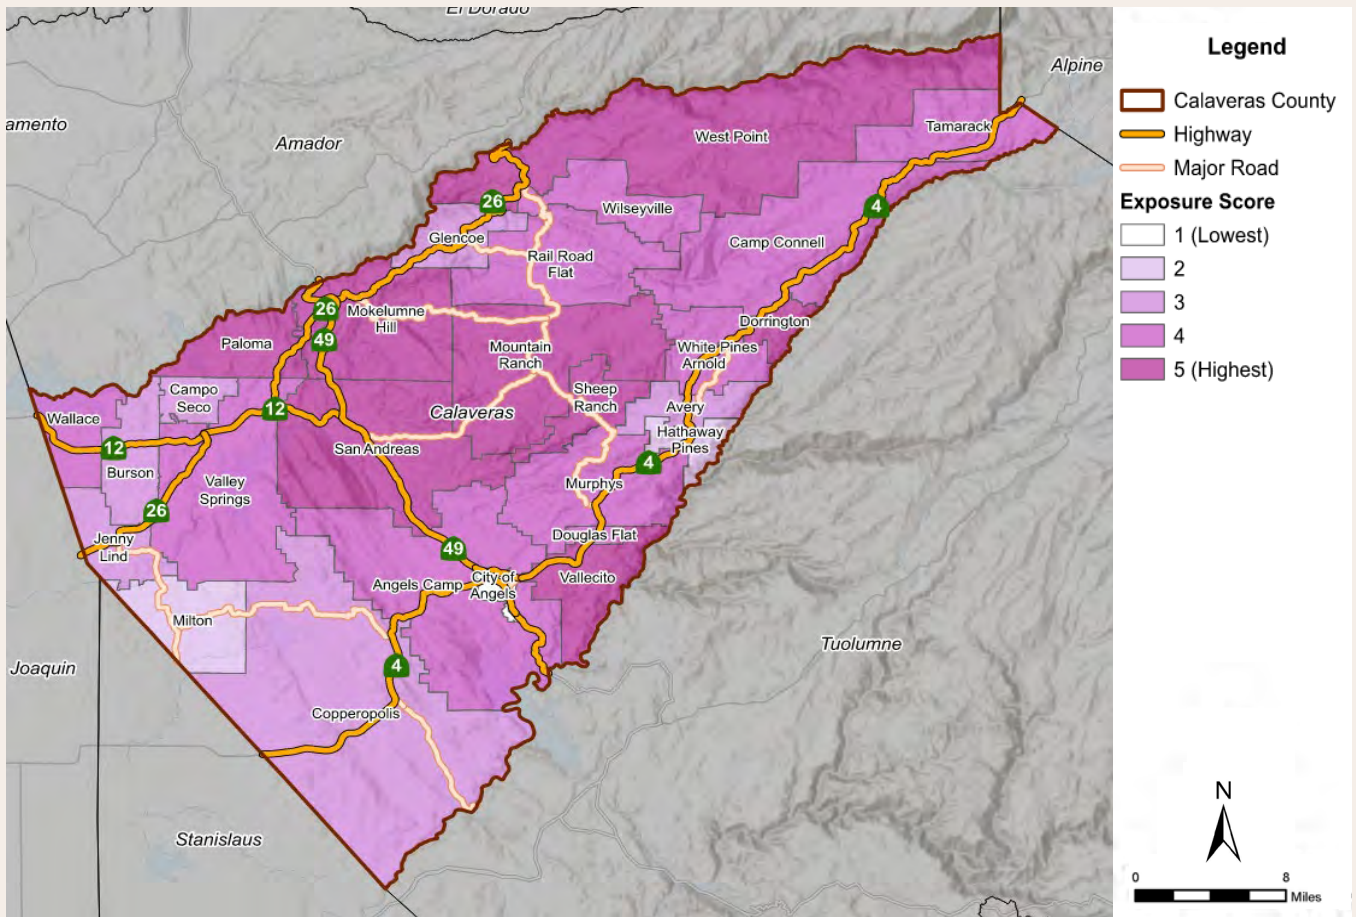 El Dorado
Alpine
amento
Amador
Tamarack
West Point
26
4
Wilseyville
Glencoe
Camp Connell
Rail Road
Flat
26
Mokelumne
Hill
Dorrington
49
Paloma
Mountain
Ranch
White Pines
Arnold
Campo
Seco
Sheep
Ranch
12
Calaveras
Avery
Wallace
Hathaway
Pines
12
San Andreas
4
Burson
Valley
Springs
Murphys
26
Jenny
Lind
Douglas Flat
49
Angels Camp
City of
Angels
Vallecito
Milton
Tuolumne
Joaquin
4
Copperopolis
Stanislaus
Legend
Calaveras County
Highway
Major Road
Exposure Score
1 (Lowest)
2
3
4
5 (Highest)
N
0 8
Miles